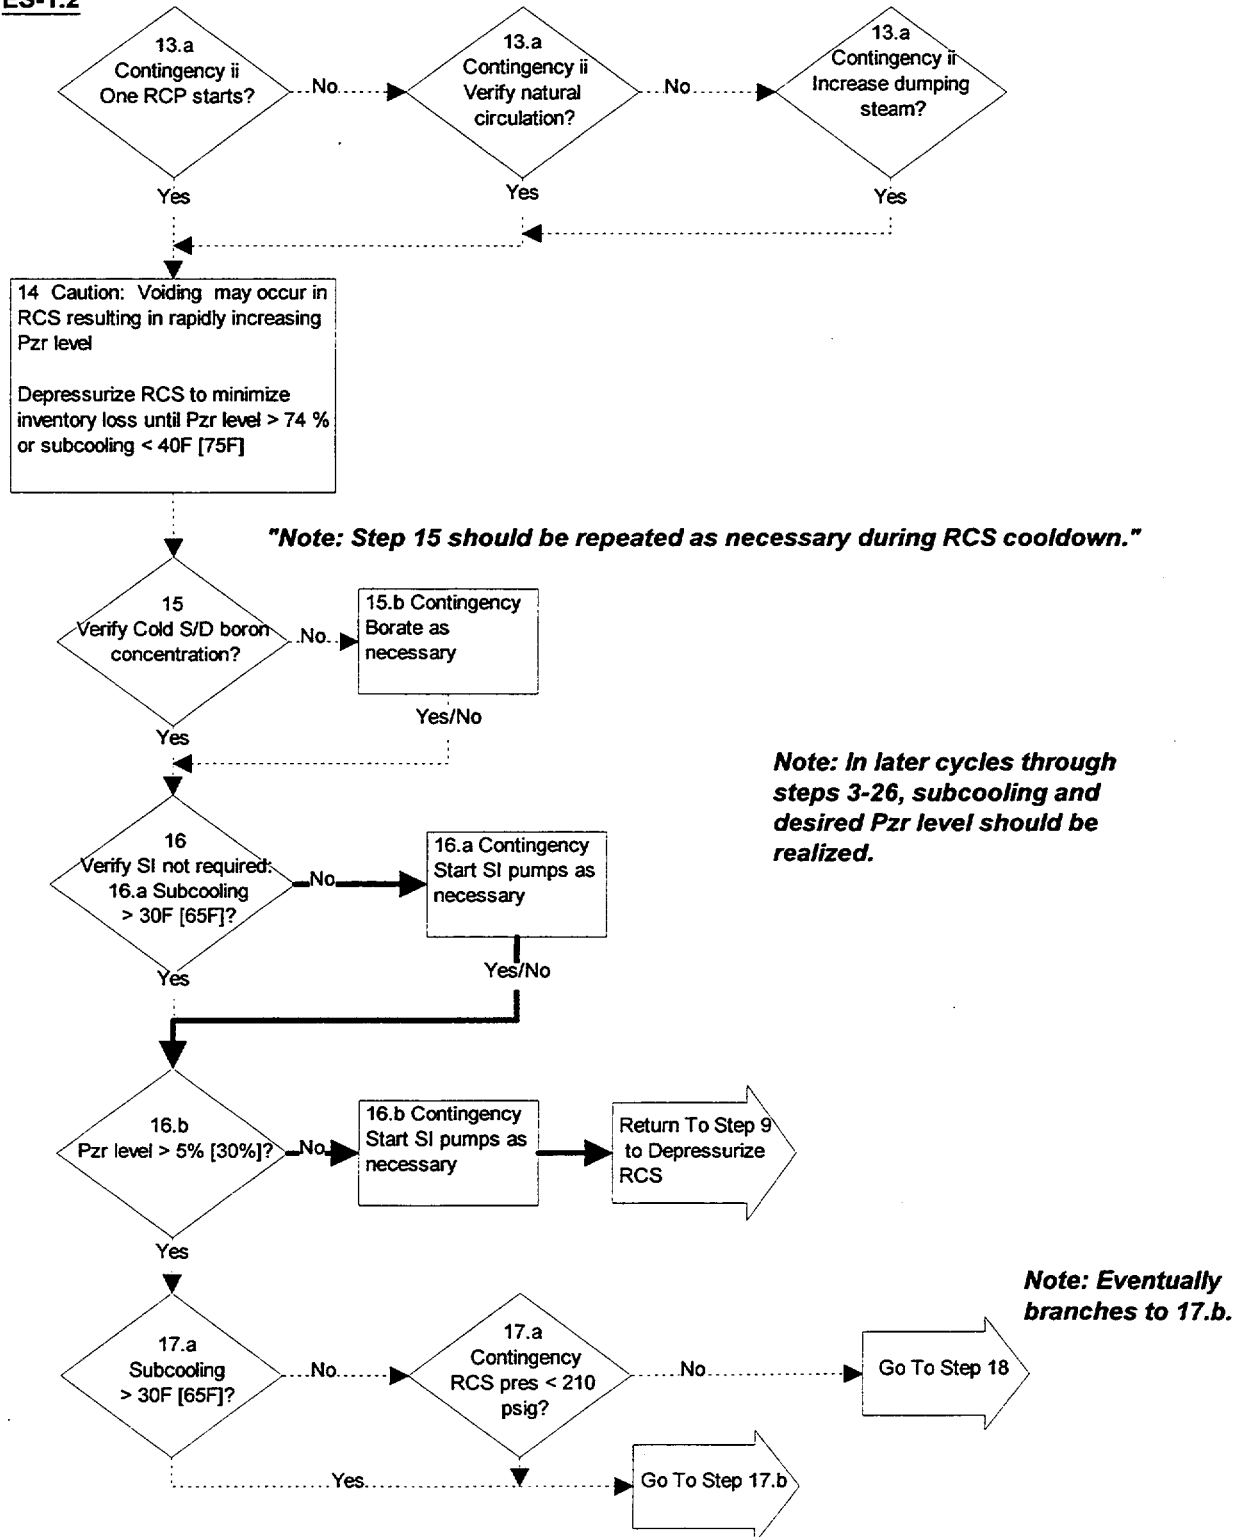 ES-1.2
13.a
Contingency ii
One RCP starts?
No
13.a
Contingency ii
Verify natural
circulation?
No
13.a
Contingency ii
Increase dumping
steam?
Yes
Yes
Yes
14 Caution: Voiding may occur in
RCS resulting in rapidly increasing
Pzr level
Depressurize RCS to minimize
inventory loss until Pzr level > 74 %
or subcooling < 40F [75F]
"Note: Step 15 should be repeated as necessary during RCS cooldown."
15
Verify Cold S/D boron
concentration?
No
15.b Contingency
Borate as
necessary
Yes/No
Yes
Note: In later cycles through
steps 3-26, subcooling and
desired Pzr level should be
realized.
16
Verify SI not required:
16.a Subcooling
> 30F [65F]?
No
16.a Contingency
Start SI pumps as
necessary
Yes/No
Yes
16.b
Pzr level > 5% [30%]?
No
16.b Contingency
Start SI pumps as
necessary
Return To Step 9
to Depressurize
RCS
Yes
Note: Eventually
branches to 17.b.
17.a
Subcooling
> 30F [65F]?
No
17.a
Contingency
RCS pres < 210
psig?
No
Go To Step 18
Yes
Go To Step 17.b